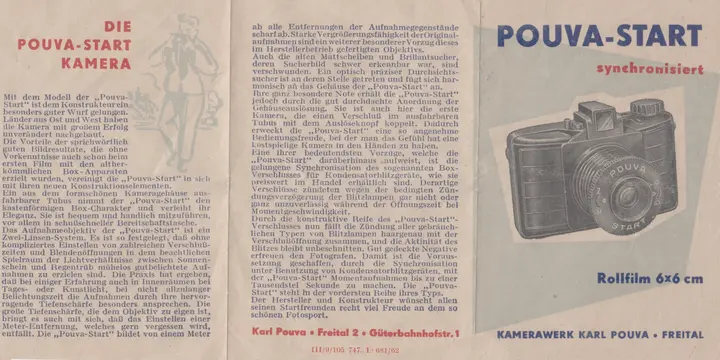 DIE
POUVA-START
KAMERA
Mit dem Modell der „Pouva-
Start" ist dem Konstrukteur ein
besonders guter Wurf gelungen.
Länder aus Ost und West haben
die Kamera mit großem Erfolg
unverändert nachgebaut.
Die Vorteile der sprichwörtlich
guten Bildresultate, die ohne
Vorkenntnisse auch schon beim
ersten Film mit den alther-
kömmlichen Box-Apparaten
erzielt wurden, vereinigt die „Pouva-Start" in sich
mit ihren neuen Konstruktionselementen.
Ein aus dem formschönen Kameragehäuse aus-
fahrbarer Tubus nimmt der „Pouva-Start" den
kastenförmigen Box-Charakter und verleiht ihr
Eleganz. Sie ist bequem und handlich mitzuführen,
vor allem in schußschneller Bereitschaftstasche.
Das Aufnahmeobjektiv der „Pouva-Start" ist ein
Zwei-Linsen-System. Es ist so festgelegt, daß ohne
kompliziertes Einstellen von zahlreichen Verschluß-
zeiten und Blendenöffnungen in dem beachtlichen
Spielraum der Lichtverhältnisse zwischen Sonnen-
schein und Regentrüb mühelos gutbelichtete Auf-
nahmen zu erzielen sind. Die Praxis hat ergeben,
daß bei einiger Erfahrung auch in Innenräumen bei
Tages- oder Kunstlicht, bei nicht allzulanger
Belichtungszeit die Aufnahmen durch ihre hervor-
ragende Tiefenschärfe besonders ansprechen. Die
große Tiefenschärfe, die dem Objektiv zu eigen ist,
bringt es auch mit sich, daß das Einstellen einer
Meter-Entfernung, welches gern vergessen wird,
entfällt. Die „Pouva-Start" bildet von einem Meter
ab alle Entfernungen der Aufnahmegegenstände
scharf ab. Starke Vergrößerungsfähigkeit der Original-
aufnahmen sind ein weiterer besonderer Vorzug dieses
im Herstellerbetrieb gefertigten Objektivs.
Auch die alten Mattscheiben und Brillantsucher,
deren Sucherbild schwer erkennbar war, sind
verschwunden. Ein optisch präziser Durchsichts-
sucher ist an deren Stelle getreten und fügt sich har-
monisch an das Gehäuse der „Pouva-Start" an.
Ihre ganz besondere Note erhält die „Pouva-Start"
jedoch durch die gut durchdachte Anordnung der
Gehäuseauslösung. Sie ist auch hier die erste
Kamera, die einen Verschluß im ausfahrbaren
Tubus mit dem Auslöseknopf koppelt. Dadurch
erweckt die „Pouva-Start" eine so angenehme
Bedienungsfreude, bei der man das Gefühl hat eine
kostspielige Kamera in den Händen zu haben.
Eine ihrer bedeutendsten Vorzüge, welche die
„Pouva-Start" darüberhinaus aufweist, ist die
gelungene Synchronisation des sogenannten Box-
Verschlusses für Kondensatorblitzgeräte, wie sie
preiswert im Handel erhältlich sind. Derartige
Verschlüsse zündeten wegen der bedingten Zün-
dungsverzögerung der Blitzlampen gar nicht oder
ganz unzuverlässig während der Öffnungszeit bei
Momentgeschwindigkeit.
Durch die konstruktive Reife des „Pouva-Start"-
Verschlusses nun fällt die Zündung aller gebräuch-
lichen Typen von Blitzlampen haargenau mit der
Verschlußöffnung zusammen, und die Aktinität des
Blitzes bleibt unbeschnitten. Gut gedeckte Negative
erfreuen den Fotografen. Damit ist die Voraus-
setzung geschaffen, durch die Synchronisation
unter Benutzung von Kondensatorblitzgeräten, mit
der „Pouva-Start" Momentaufnahmen bis zu einer
Tausendstel Sekunde zu machen. Die „Pouva-
Start" steht in der vordersten Reihe ihres Typs.
Der Hersteller und Konstrukteur wünscht allen
seinen Startfreunden recht viel Freude an dem so
schönen Fotosport.
Karl Pouva • Freital 2 • Güterbahnhofstr. 1
III/9/105 747. L. 681/62
POUVA-START
synchronisiert
POUVA
START
Rollfilm 6×6 cm
KAMERAWERK KARL POUVA • FREITAL